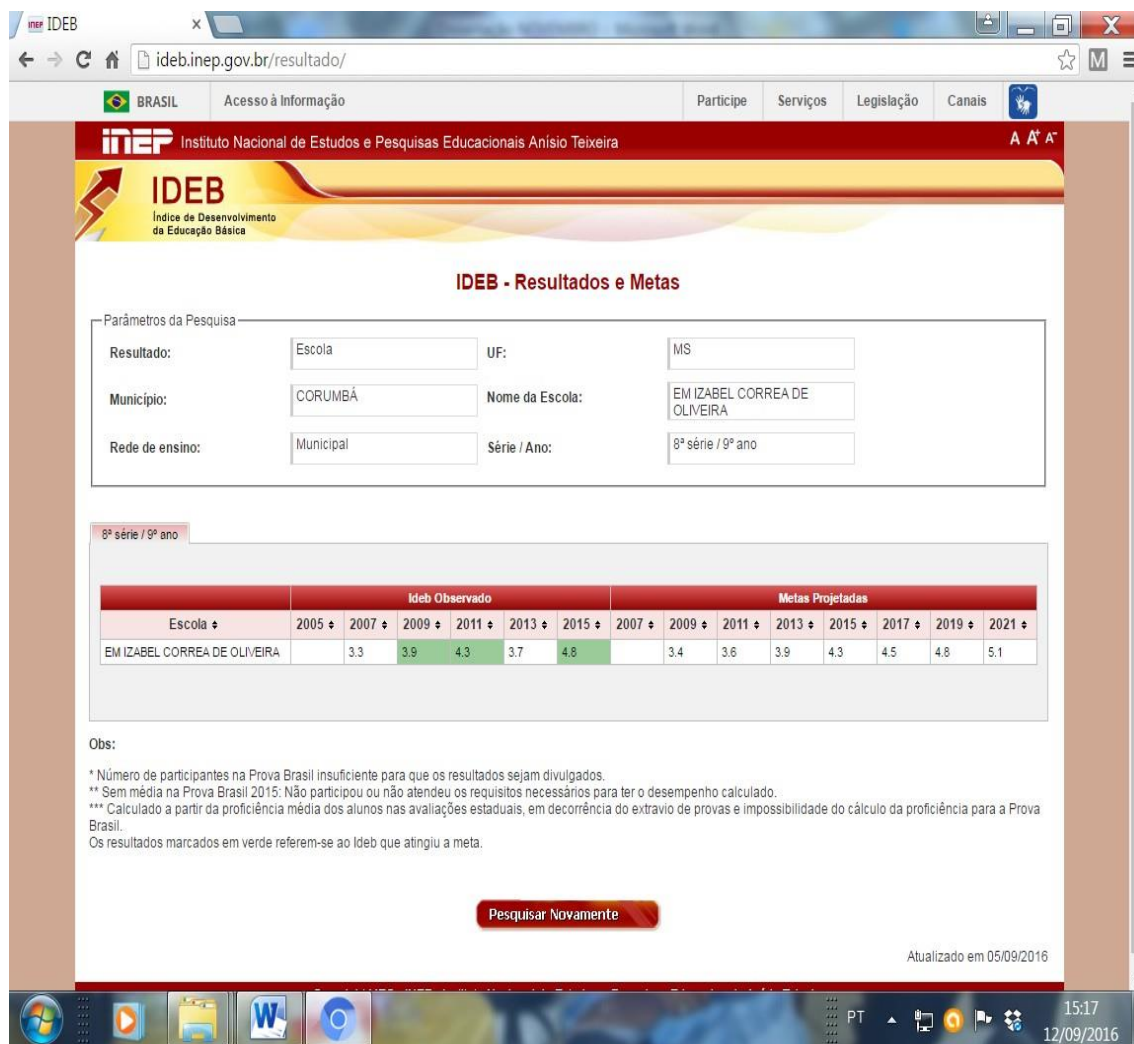 INEP IDEB
ideb.inep.gov.br/resultado/
M
BRASIL Acesso à Informação Participe Serviços Legislação Canais
inep Instituto Nacional de Estudos e Pesquisas Educacionais Anísio Teixeira A A+ A-
IDEB
Índice de Desenvolvimento
da Educação Básica
IDEB - Resultados e Metas
Parâmetros da Pesquisa
Resultado: Escola UF: MS
Município: CORUMBÁ Nome da Escola: EM IZABEL CORREA DE
OLIVEIRA
Rede de ensino: Municipal Série / Ano: 8ª série / 9º ano
8ª série / 9º ano
Ideb Observado Metas Projetadas
Escola 2005 2007 2009 2011 2013 2015 2007 2009 2011 2013 2015 2017 2019 2021
EM IZABEL CORREA DE OLIVEIRA 3.3 3.9 4.3 3.7 4.8 3.4 3.6 3.9 4.3 4.5 4.8 5.1
Obs:
* Número de participantes na Prova Brasil insuficiente para que os resultados sejam divulgados.
** Sem média na Prova Brasil 2015: Não participou ou não atendeu os requisitos necessários para ter o desempenho calculado.
*** Calculado a partir da proficiência média dos alunos nas avaliações estaduais, em decorrência do extravio de provas e impossibilidade do cálculo da proficiência para a Prova
Brasil.
Os resultados marcados em verde referem-se ao Ideb que atingiu a meta.
Pesquisar Novamente
Atualizado em 05/09/2016
W
PT
15:17
12/09/2016